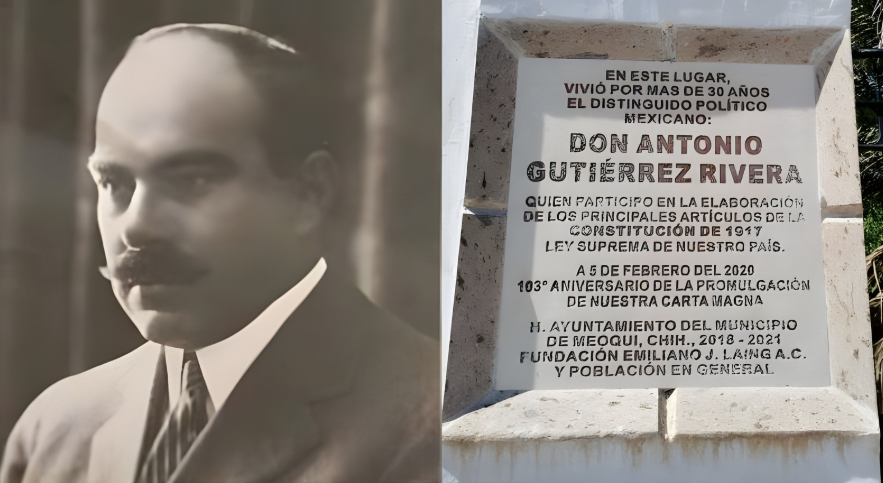 EN ESTE LUGAR,
VIVIÓ POR MAS DE 30 AÑOS
EL DISTINGUIDO POLÍTICO
MEXICANO:
DON ANTONIO
GUTIÉRREZ RIVERA
QUIEN PARTICIPO EN LA ELABORACIÓN
DE LOS PRINCIPALES ARTÍCULOS DE LA
CONSTITUCIÓN DE 1917
LEY SUPREMA DE NUESTRO PAÍS.
A 5 DE FEBRERO DEL 2020
103° ANIVERSARIO DE LA PROMULGACIÓN
DE NUESTRA CARTA MAGNA
H. AYUNTAMIENTO DEL MUNICIPIO
DE MEOQUI, CHIH., 2018 - 2021
FUNDACIÓN EMILIANO J. LAING A.C.
Y POBLACIÓN EN GENERAL